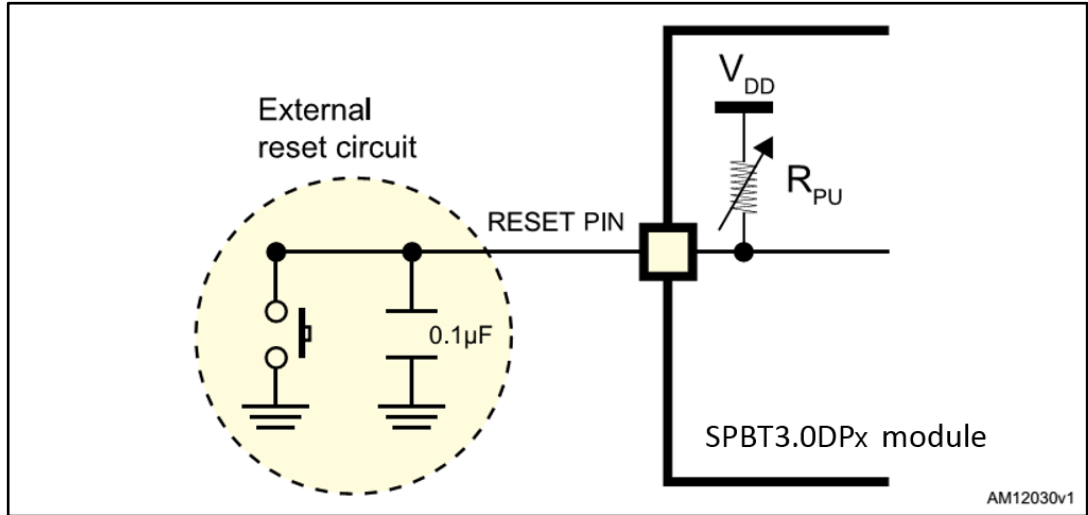 External
reset circuit
RESET PIN
V DD
R PU
0.1µF
SPBT3.0DPx module
AM12030v1